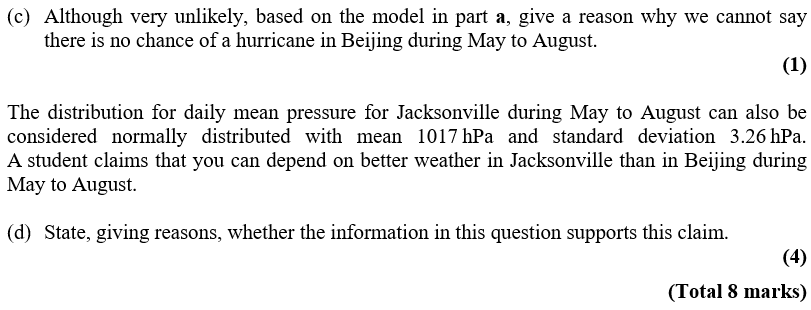 (c) Although very unlikely, based on the model in part a, give a reason why we cannot say
there is no chance of a hurricane in Beijing during May to August.
(1)
The distribution for daily mean pressure for Jacksonville during May to August can also be
considered normally distributed with mean 1017 hPa and standard deviation 3.26 hPa.
A student claims that you can depend on better weather in Jacksonville than in Beijing during
May to August.
(d) State, giving reasons, whether the information in this question supports this claim.
(4)
(Total 8 marks)